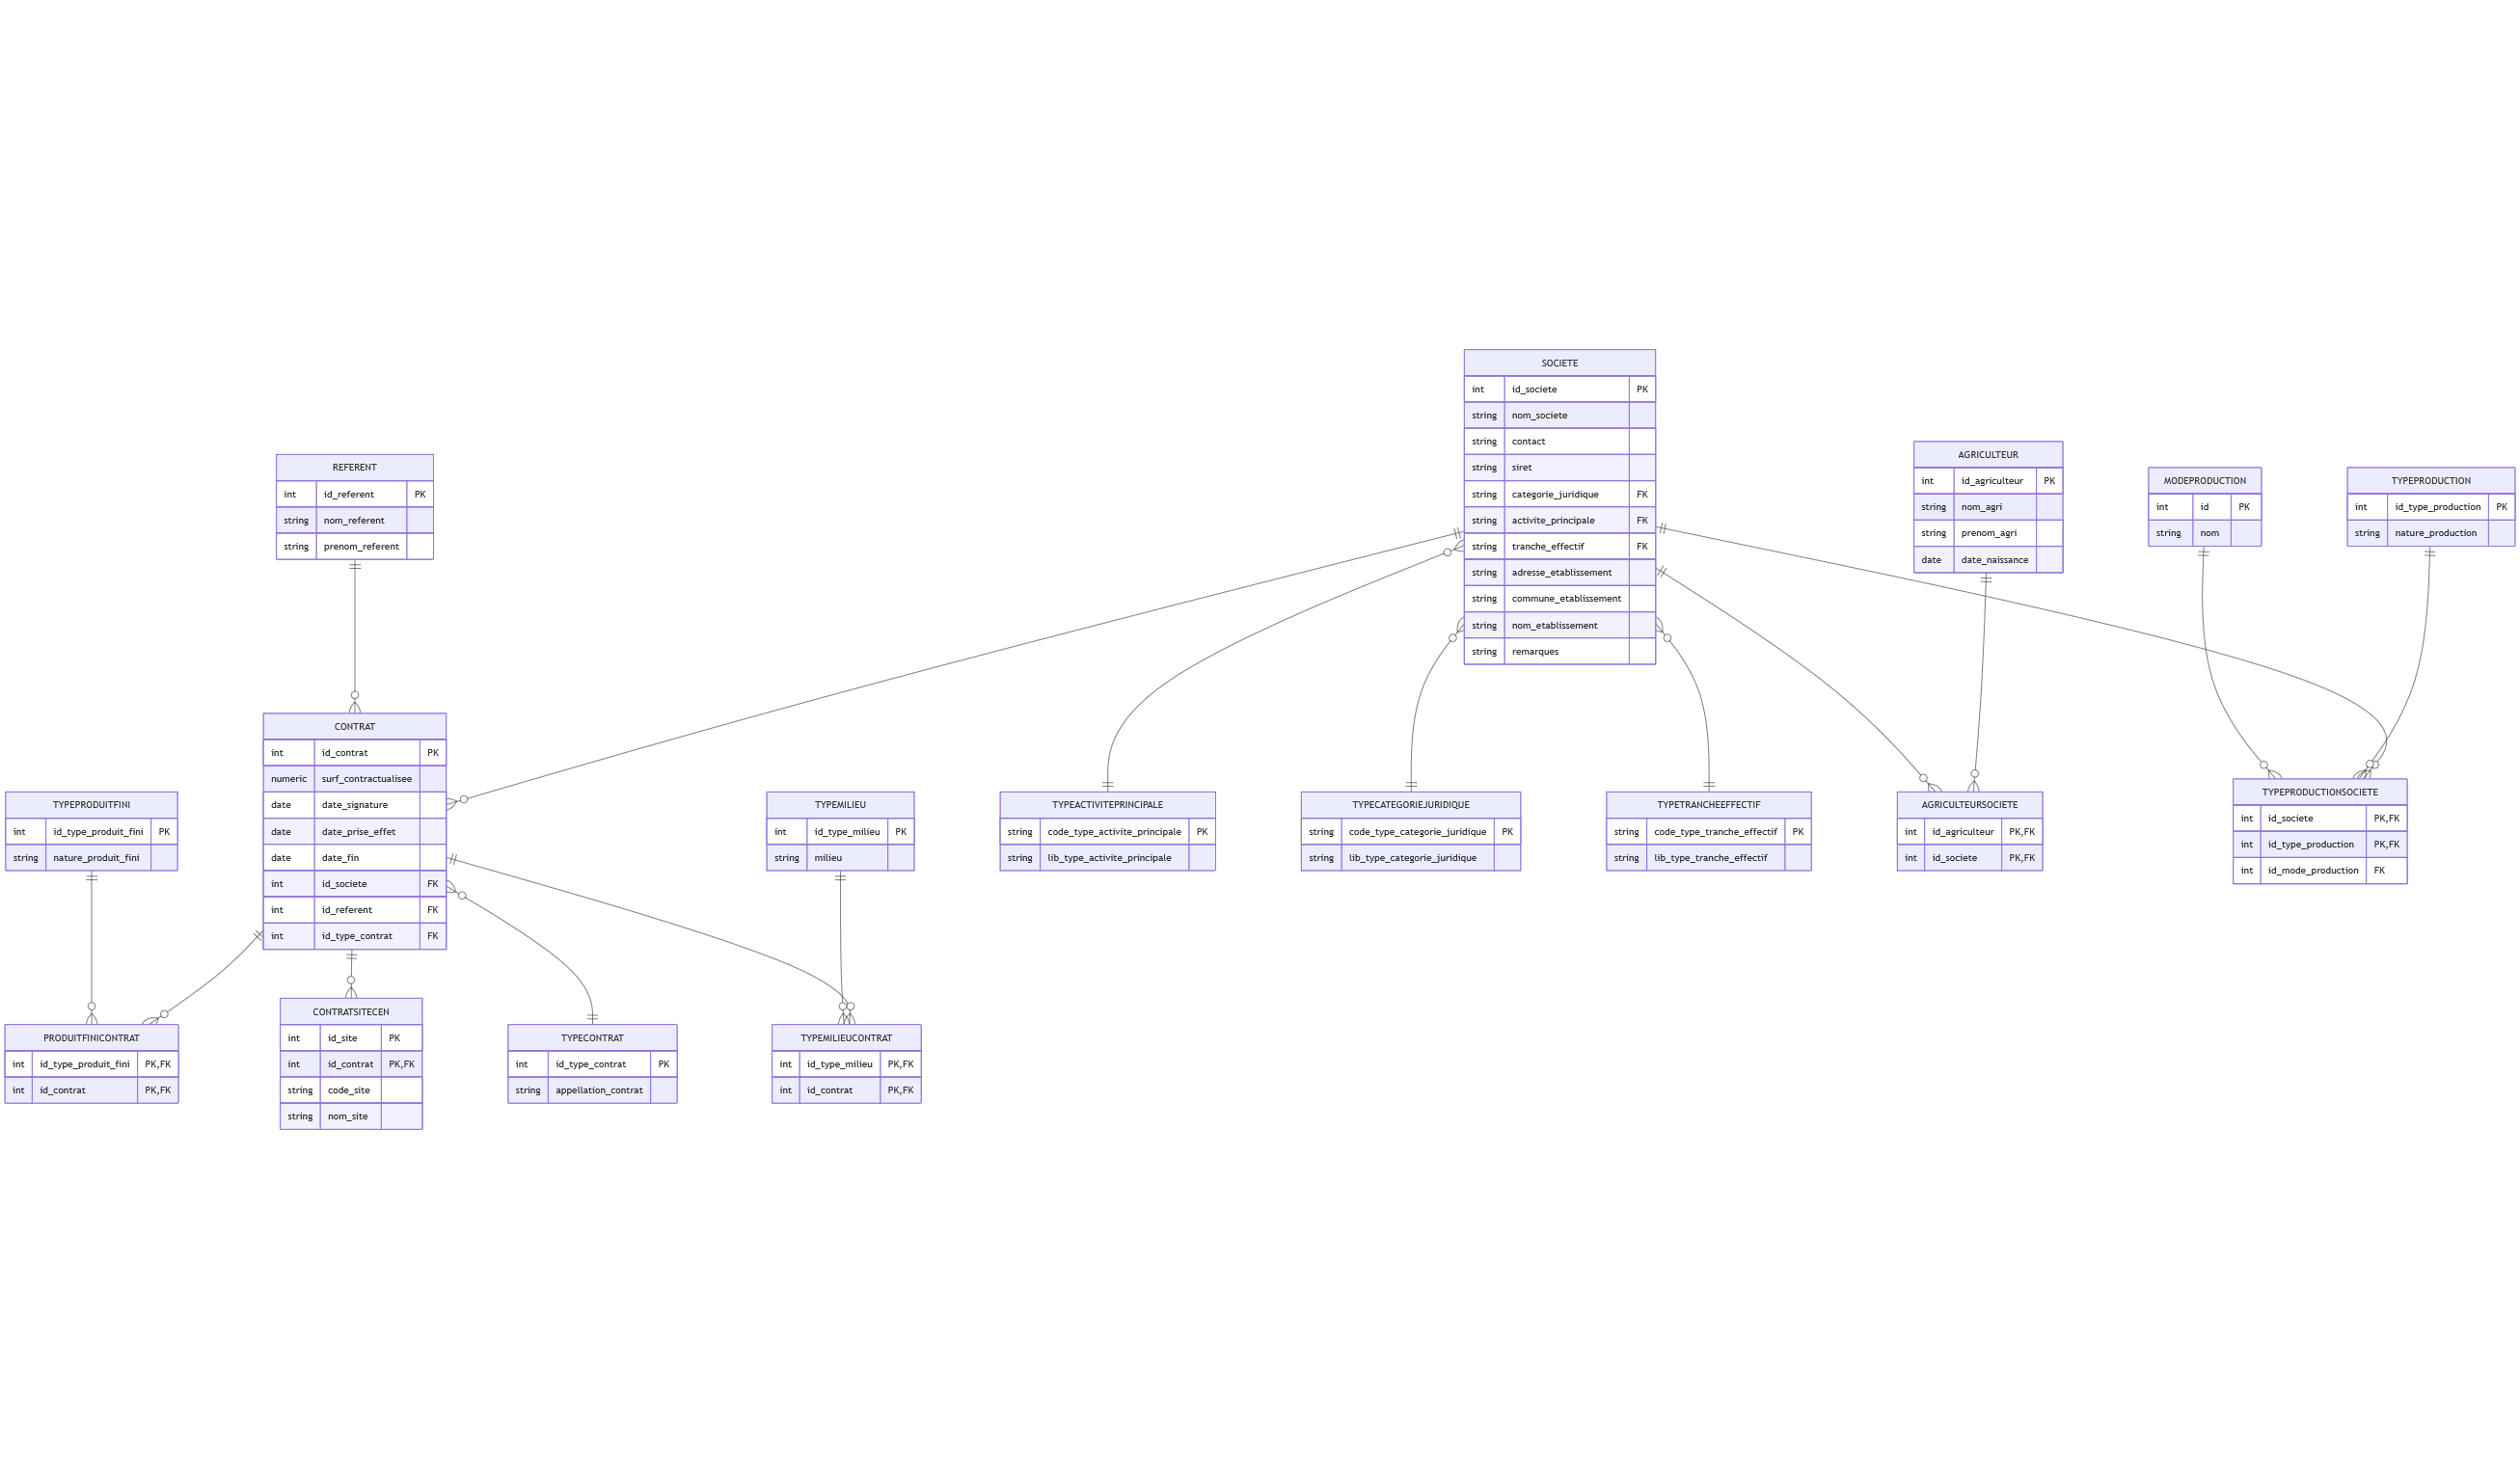 SOCIETE
int id_societe PK
string nom_societe
string contact
string siret
string categorie_juridique FK
string activite_principale FK
string tranche_effectif FK
string adresse_etablissement
string commune_etablissement
string nom_etablissement
string remarques
REFERENT
int id_referent PK
string nom_referent
string prenom_referent
AGRICULTEUR
int id_agriculteur PK
string nom_agri
string prenom_agri
date date_naissance
MODEPRODUCTION
int id PK
string nom
TYPEPRODUCTION
int id_type_production PK
string nature_production
CONTRAT
int id_contrat PK
numeric surf_contractualisee
date date_signature
date date_prise_effet
date date_fin
int id_societe FK
int id_referent FK
int id_type_contrat FK
TYPEPRODUITFINI
int id_type_produit_fini PK
string nature_produit_fini
TYPEMILIEU
int id_type_milieu PK
string milieu
TYPEACTIVITEPRINCIPALE
string code_type_activite_principale PK
string lib_type_activite_principale
TYPECATEGORIEJURIDIQUE
string code_type_categorie_juridique PK
string lib_type_categorie_juridique
TYPETRANCHEEFFECTIF
string code_type_tranche_effectif PK
string lib_type_tranche_effectif
AGRICULTEURSOCIETE
int id_agriculteur PK,FK
int id_societe PK,FK
TYPEPRODUCTIONSOCIETE
int id_societe PK,FK
int id_type_production PK,FK
int id_mode_production FK
PRODUITFINICONTRAT
int id_type_produit_fini PK,FK
int id_contrat PK,FK
CONTRATSITECEN
int id_site PK
int id_contrat PK,FK
string code_site
string nom_site
TYPECONTRAT
int id_type_contrat PK
string appellation_contrat
TYPEMILIEUCONTRAT
int id_type_milieu PK,FK
int id_contrat PK,FK